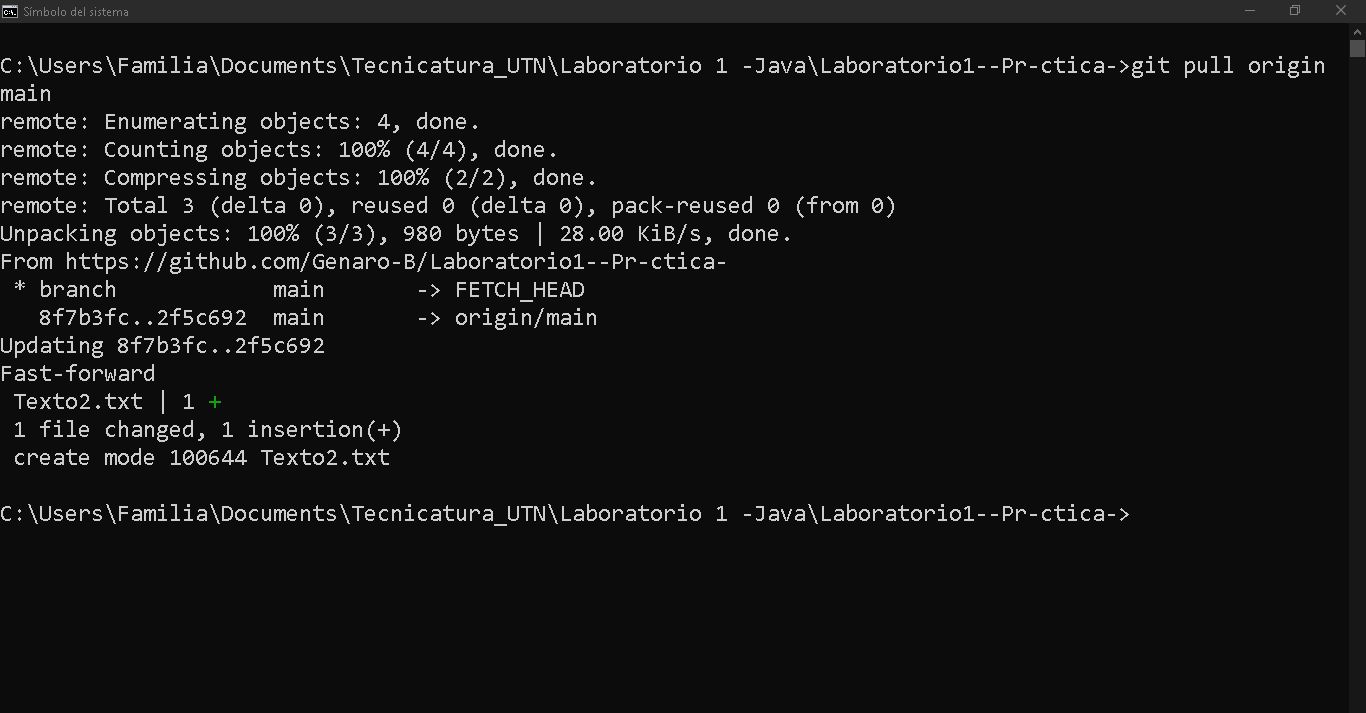 Símbolo del sistema
C:\Users\Familia\Documents\Tecnicatura_UTN\Laboratorio 1 -Java\Laboratorio1--Pr-ctica->git pull origin
main
remote: Enumerating objects: 4, done.
remote: Counting objects: 100% (4/4), done.
remote: Compressing objects: 100% (2/2), done.
remote: Total 3 (delta 0), reused 0 (delta 0), pack-reused 0 (from 0)
Unpacking objects: 100% (3/3), 980 bytes | 28.00 KiB/s, done.
From https://github.com/Genaro-B/Laboratorio1--Pr-ctica-
 * branch            main       -> FETCH_HEAD
   8f7b3fc..2f5c692  main       -> origin/main
Updating 8f7b3fc..2f5c692
Fast-forward
 Texto2.txt | 1 +
 1 file changed, 1 insertion(+)
 create mode 100644 Texto2.txt
C:\Users\Familia\Documents\Tecnicatura_UTN\Laboratorio 1 -Java\Laboratorio1--Pr-ctica->